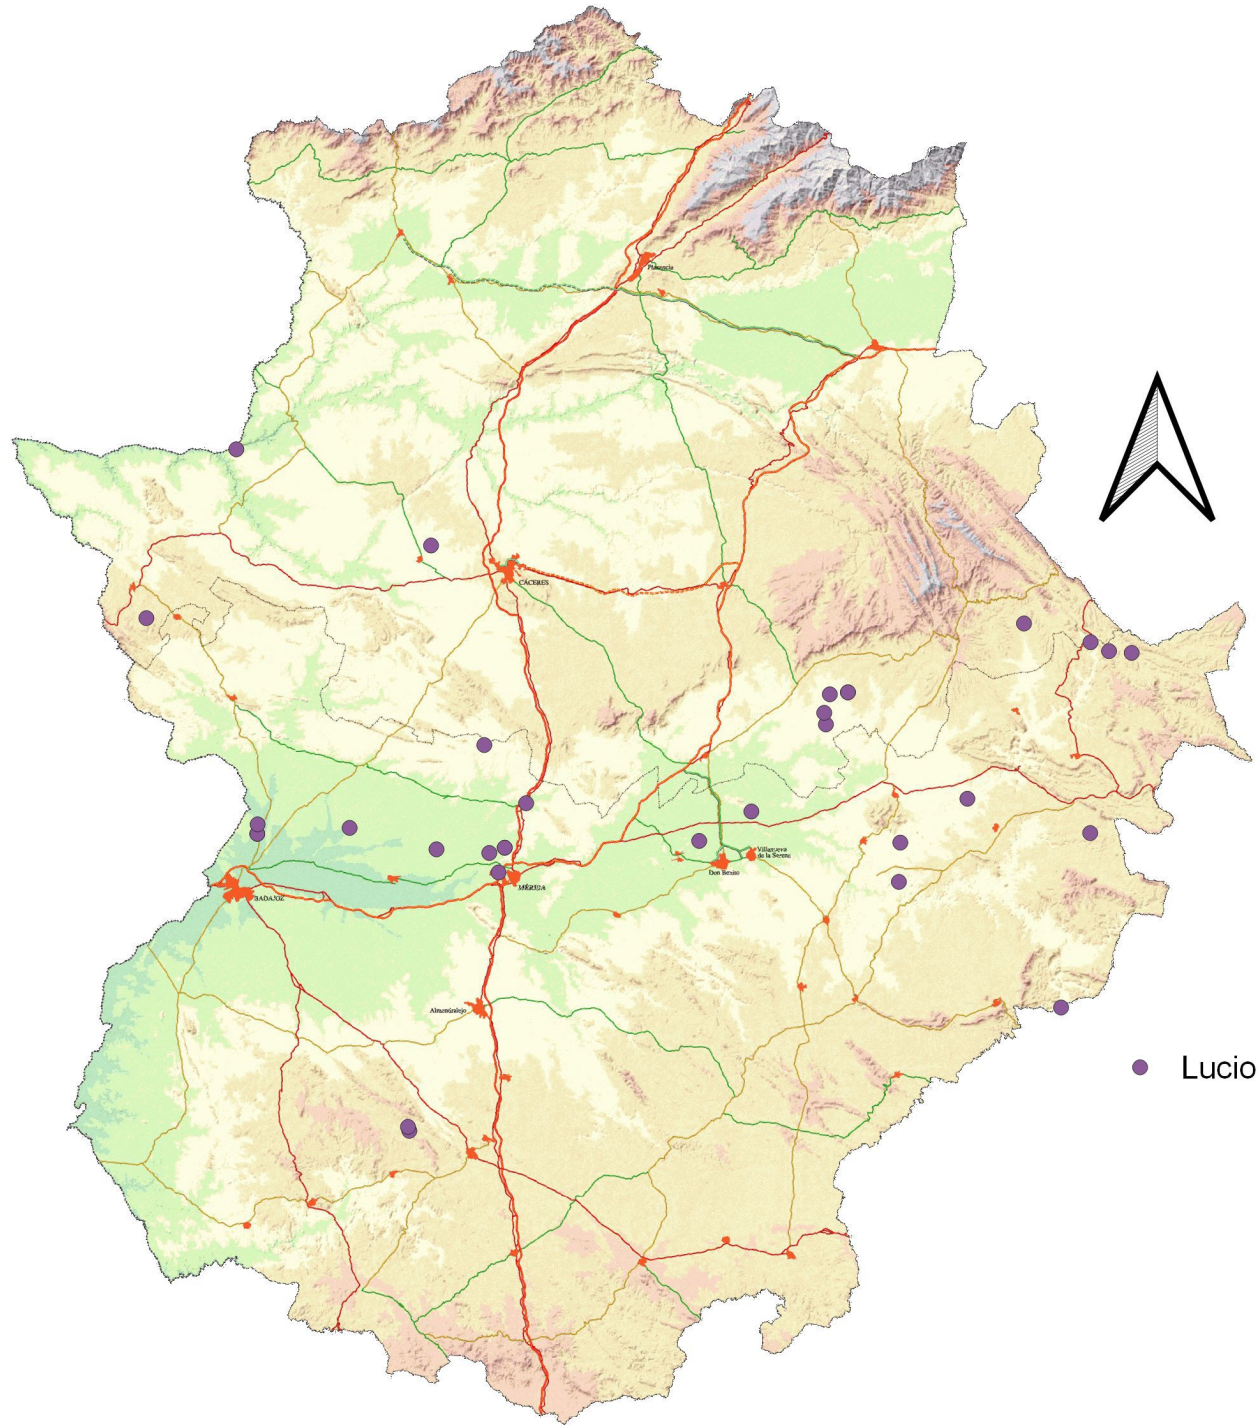 Plasencia
CÁCERES
Villanueva
de la Serena
Don Benito
MÉRIDA
BADAJOZ
Almendralejo
Lucio